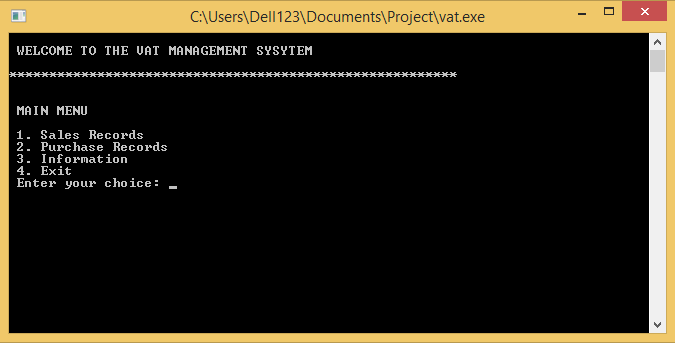 C:\Users\Dell123\Documents\Project\vat.exe
WELCOME TO THE VAT MANAGEMENT SYSYTEM
********************************************************
MAIN MENU
1. Sales Records
2. Purchase Records
3. Information
4. Exit
Enter your choice: _